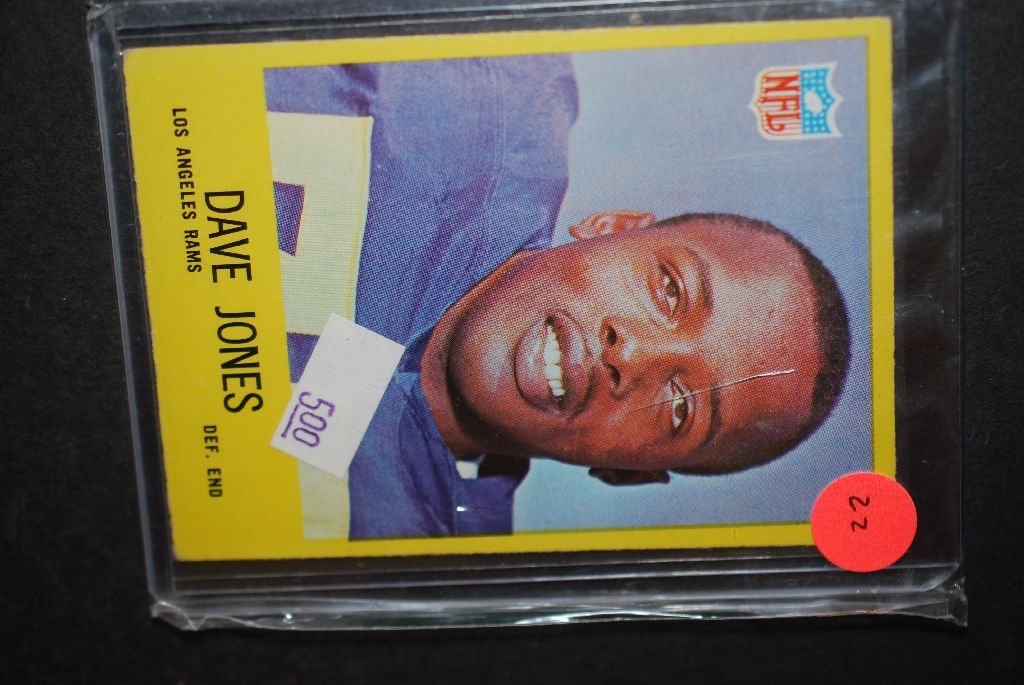 NFL
500
DAVE JONES
LOS ANGELES RAMS DEF. END
22